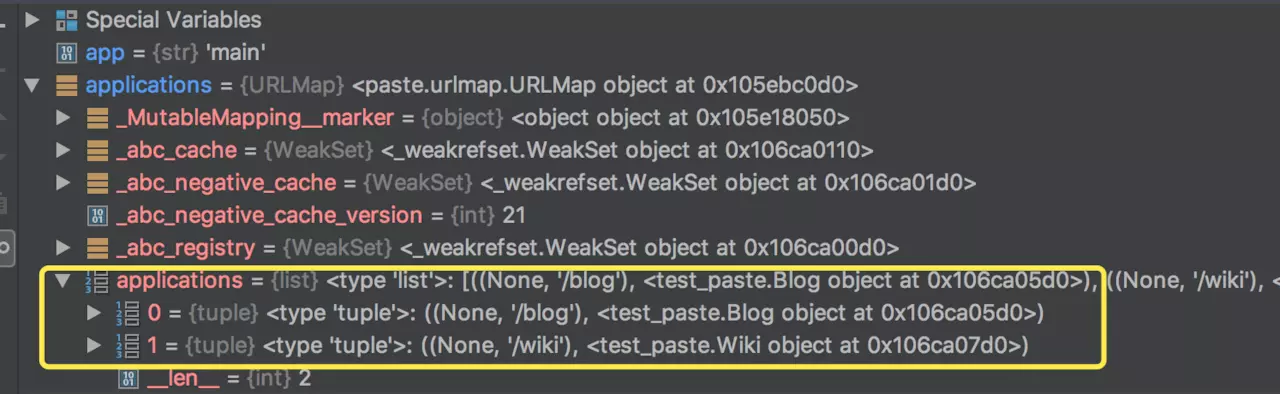 Special Variables
app = {str} 'main'
applications = {URLMap} <paste.urlmap.URLMap object at 0x105ebc0d0>
_MutableMapping__marker = {object} <object object at 0x105e18050>
_abc_cache = {WeakSet} <_weakrefset.WeakSet object at 0x106ca0110>
_abc_negative_cache = {WeakSet} <_weakrefset.WeakSet object at 0x106ca01d0>
_abc_negative_cache_version = {int} 21
_abc_registry = {WeakSet} <_weakrefset.WeakSet object at 0x106ca00d0>
applications = {list} <type 'list'>: [((None, '/blog'), <test_paste.Blog object at 0x106ca05d0>), ((None, '/wiki'), <
0 = {tuple} <type 'tuple'>: ((None, '/blog'), <test_paste.Blog object at 0x106ca05d0>)
1 = {tuple} <type 'tuple'>: ((None, '/wiki'), <test_paste.Wiki object at 0x106ca07d0>)
__len__ = {int} 2